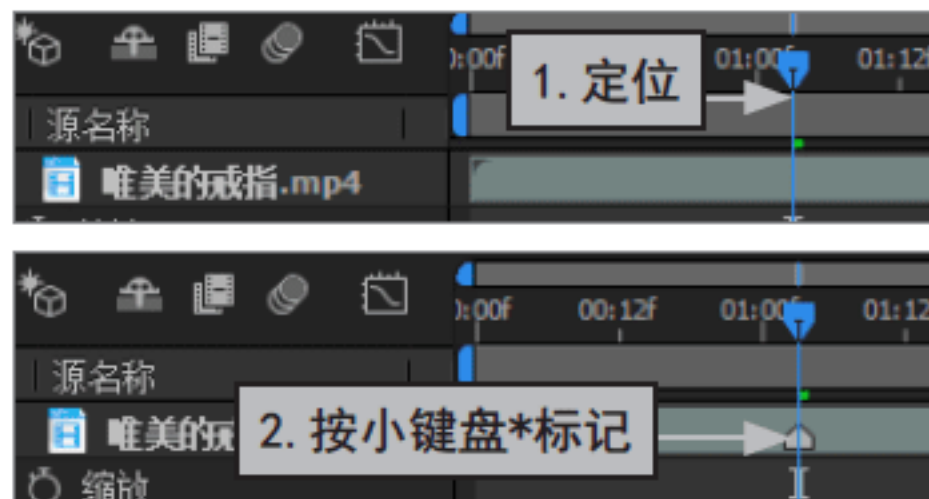 0:00f 01:00f 01:12f
1. 定位
源名称
唯美的戒指.mp4
0:00f 00:12f 01:00f 01:12
源名称
2. 按小键盘*标记
唯美的
缩放